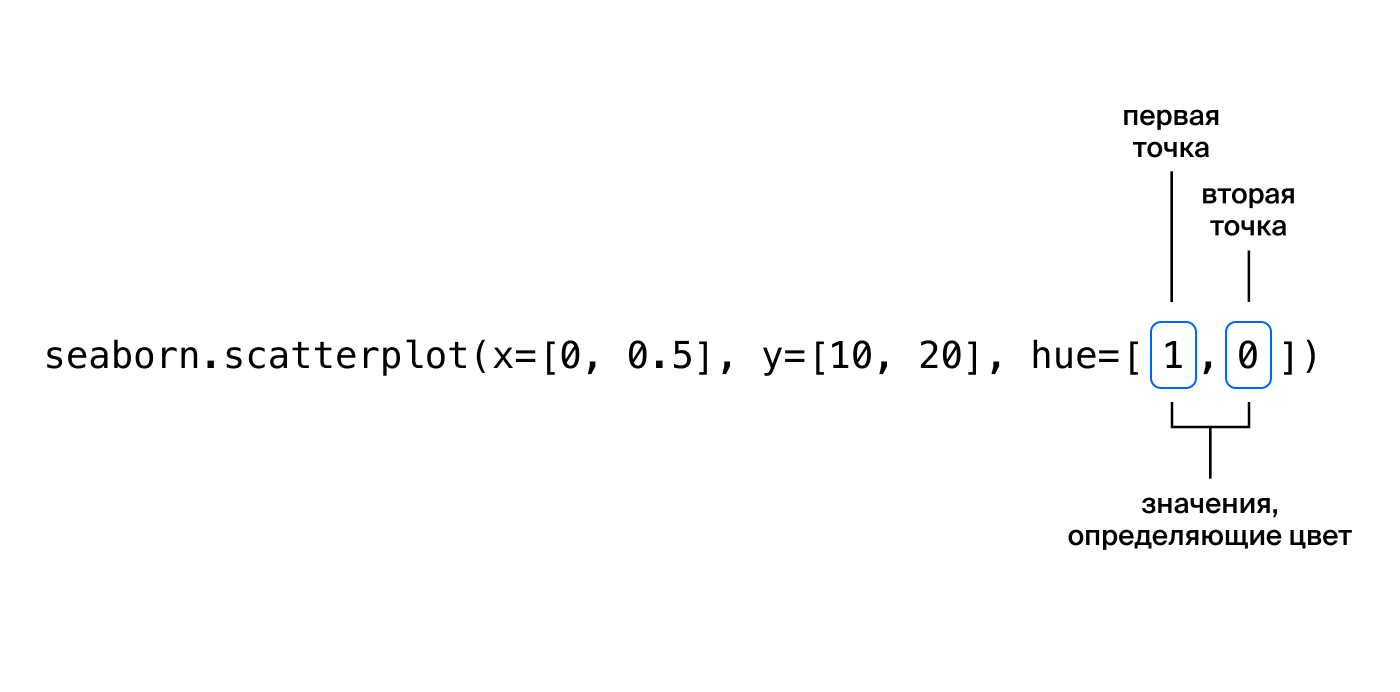 первая
точка
вторая
точка
seaborn.scatterplot(x=[0, 0.5], y=[10, 20], hue=[1,0])
значения,
определяющие цвет